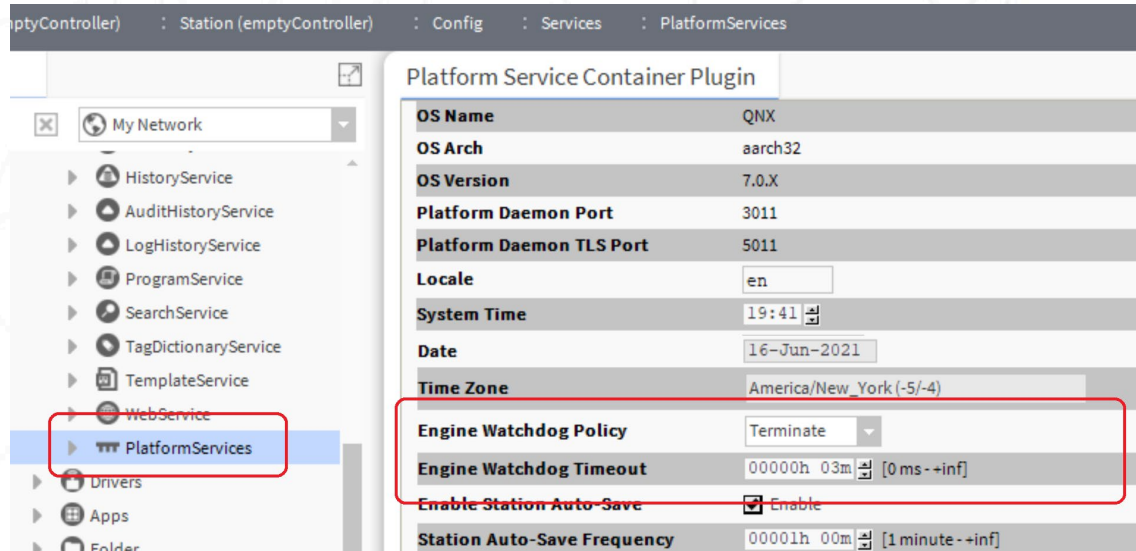 iptyController) : Station (emptyController) : Config : Services : PlatformServices
Platform Service Container Plugin
My Network
HistoryService
AuditHistoryService
LogHistoryService
ProgramService
SearchService
TagDictionaryService
TemplateService
WebService
PlatformServices
Drivers
Apps
Folder
OS Name QNX
OS Arch aarch32
OS Version 7.0.X
Platform Daemon Port 3011
Platform Daemon TLS Port 5011
Locale en
System Time 19:41
Date 16-Jun-2021
Time Zone America/New_York (-5/-4)
Engine Watchdog Policy Terminate
Engine Watchdog Timeout 00000h 03m [0 ms - +inf]
Enable Station Auto-Save Enable
Station Auto-Save Frequency 00001h 00m [1 minute - +inf]